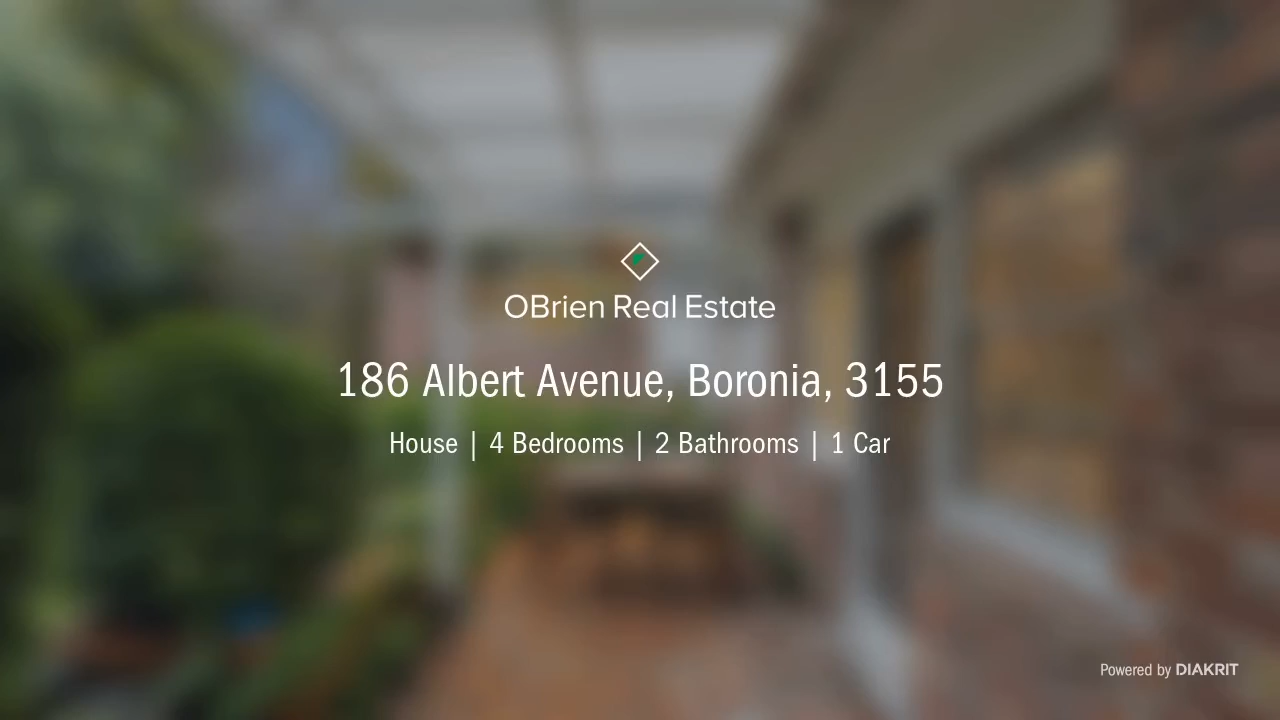 OBrien Real Estate
186 Albert Avenue, Boronia, 3155
House | 4 Bedrooms | 2 Bathrooms | 1 Car
Powered by DIAKRIT